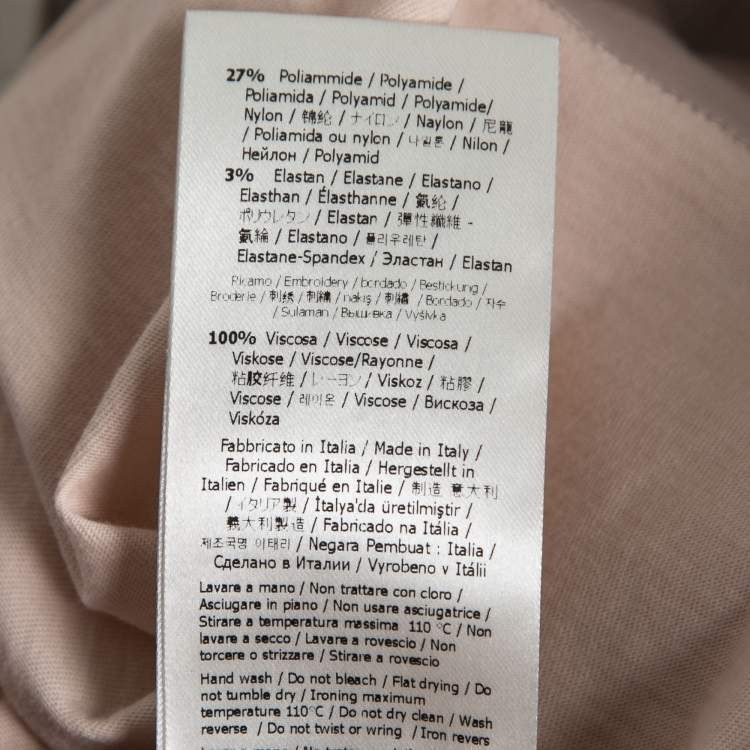 27% Poliammide / Polyamide /
Poliamida / Polyamid / Polyamide/
Nylon / 锦纶 / ナイロン / Naylon / 尼龍
/ Poliamida ou nylon / 나일론 / Nilon /
Нейлон / Polyamid
3% Elastan / Elastane / Elastano /
Elasthan / Élasthanne / 氨纶 /
ポリウレタン / Elastan / 彈性纖維 -
氨綸 / Elastano / 폴리우레탄 /
Elastane-Spandex / Эластан / Elastan
Ricamo / Embroidery / bordado / Bestickung /
Broderie / 刺绣 / 刺繍 / nakış / 刺繡 / Bordado / 자수
/ Sulaman / Вышивка / Vyšívka
100% Viscosa / Viscose / Viscosa /
Viskose / Viscose/Rayonne /
粘胶纤维 / レーヨン / Viskoz / 粘膠 /
Viscose / 레이온 / Viscose / Вискоза /
Viskóza
Fabbricato in Italia / Made in Italy /
Fabricado en Italia / Hergestellt in
Italien / Fabriqué en Italie / 制造 意大利
/ イタリア製 / İtalya'da üretilmiştir /
義大利製造 / Fabricado na Itália /
제조국명 이태리 / Negara Pembuat : Italia /
Сделано в Италии / Vyrobeno v Itálii
Lavare a mano / Non trattare con cloro /
Asciugare in piano / Non usare asciugatrice /
Stirare a temperatura massima 110 °C / Non
lavare a secco / Lavare a rovescio / Non
torcere o strizzare / Stirare a rovescio
Hand wash / Do not bleach / Flat drying / Do
not tumble dry / Ironing maximum
temperature 110°C / Do not dry clean / Wash
reverse / Do not twist or wring / Iron revers